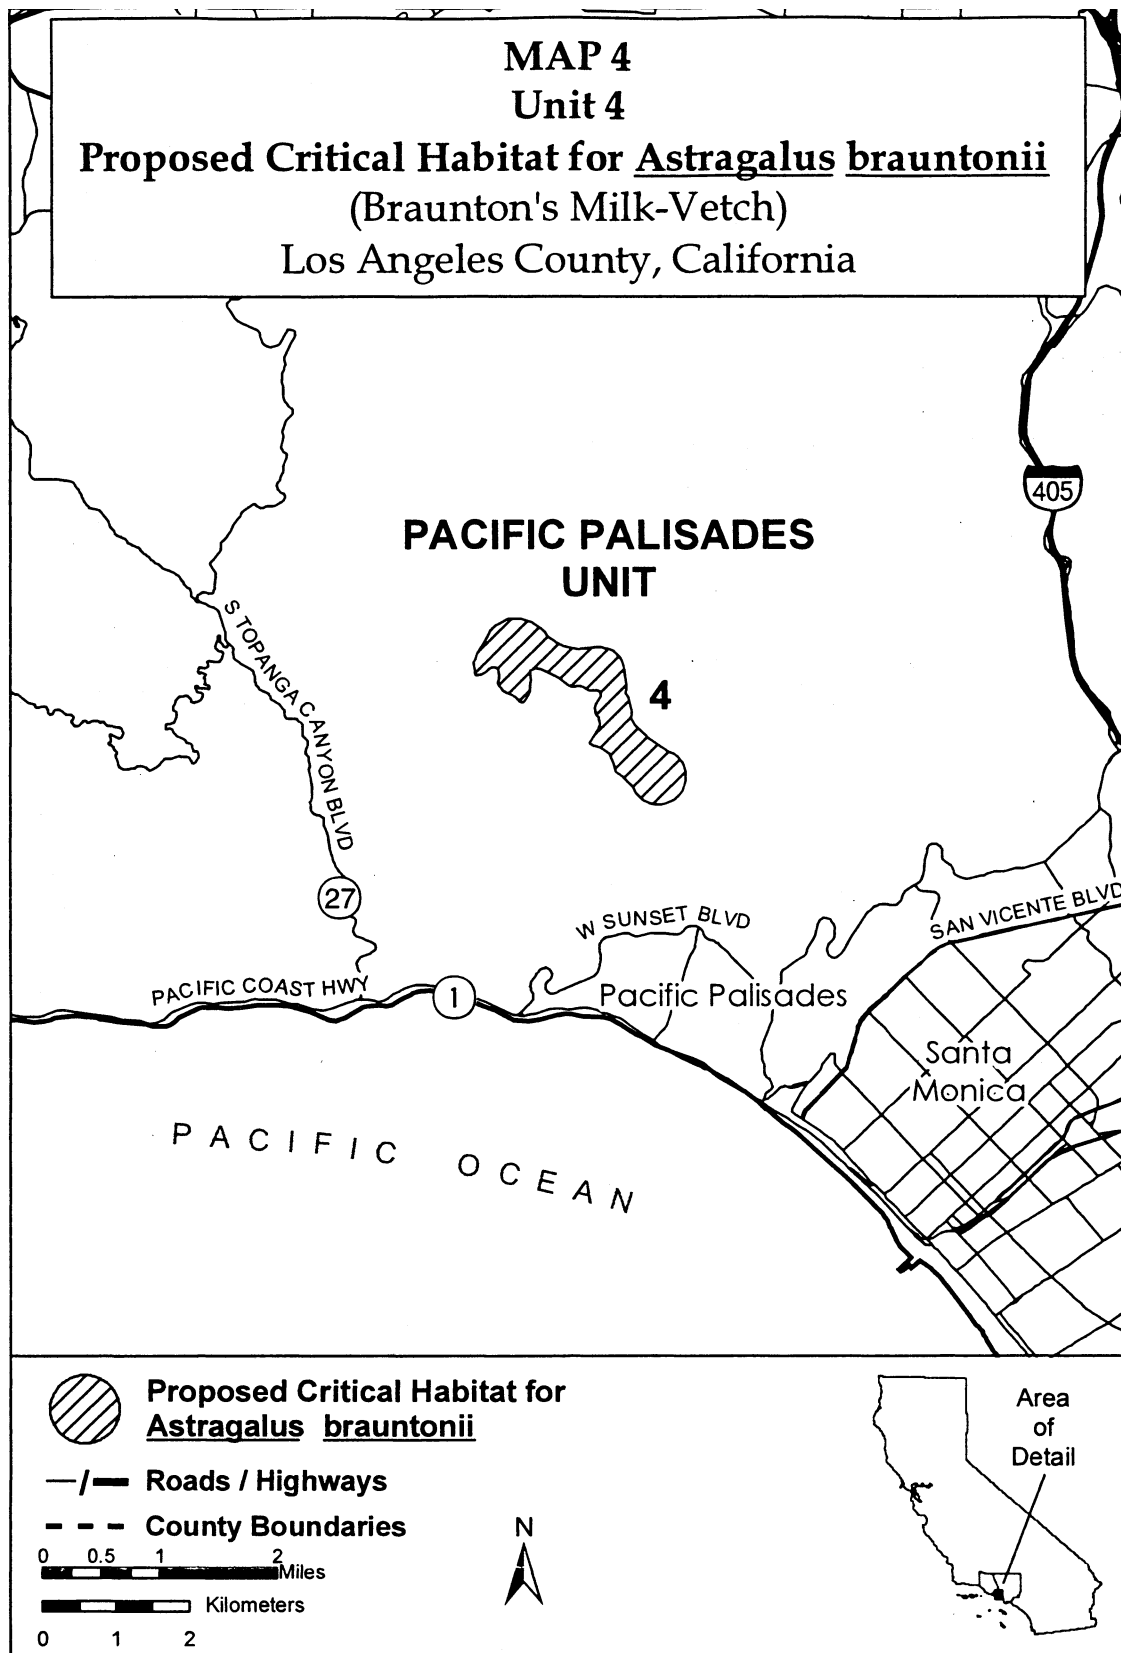 MAP 4
Unit 4
Proposed Critical Habitat for Astragalus brauntonii
(Braunton's Milk-Vetch)
Los Angeles County, California
405
PACIFIC PALISADES
UNIT
4
S TOPANGA CANYON BLVD
27
W SUNSET BLVD
SAN VICENTE BLVD
PACIFIC COAST HWY
1
Pacific Palisades
Santa
Monica
PACIFIC OCEAN
Proposed Critical Habitat for
Astragalus brauntonii
Roads / Highways
County Boundaries
0 0.5 1 2
Miles
Kilometers
0 1 2
N
Area
of
Detail